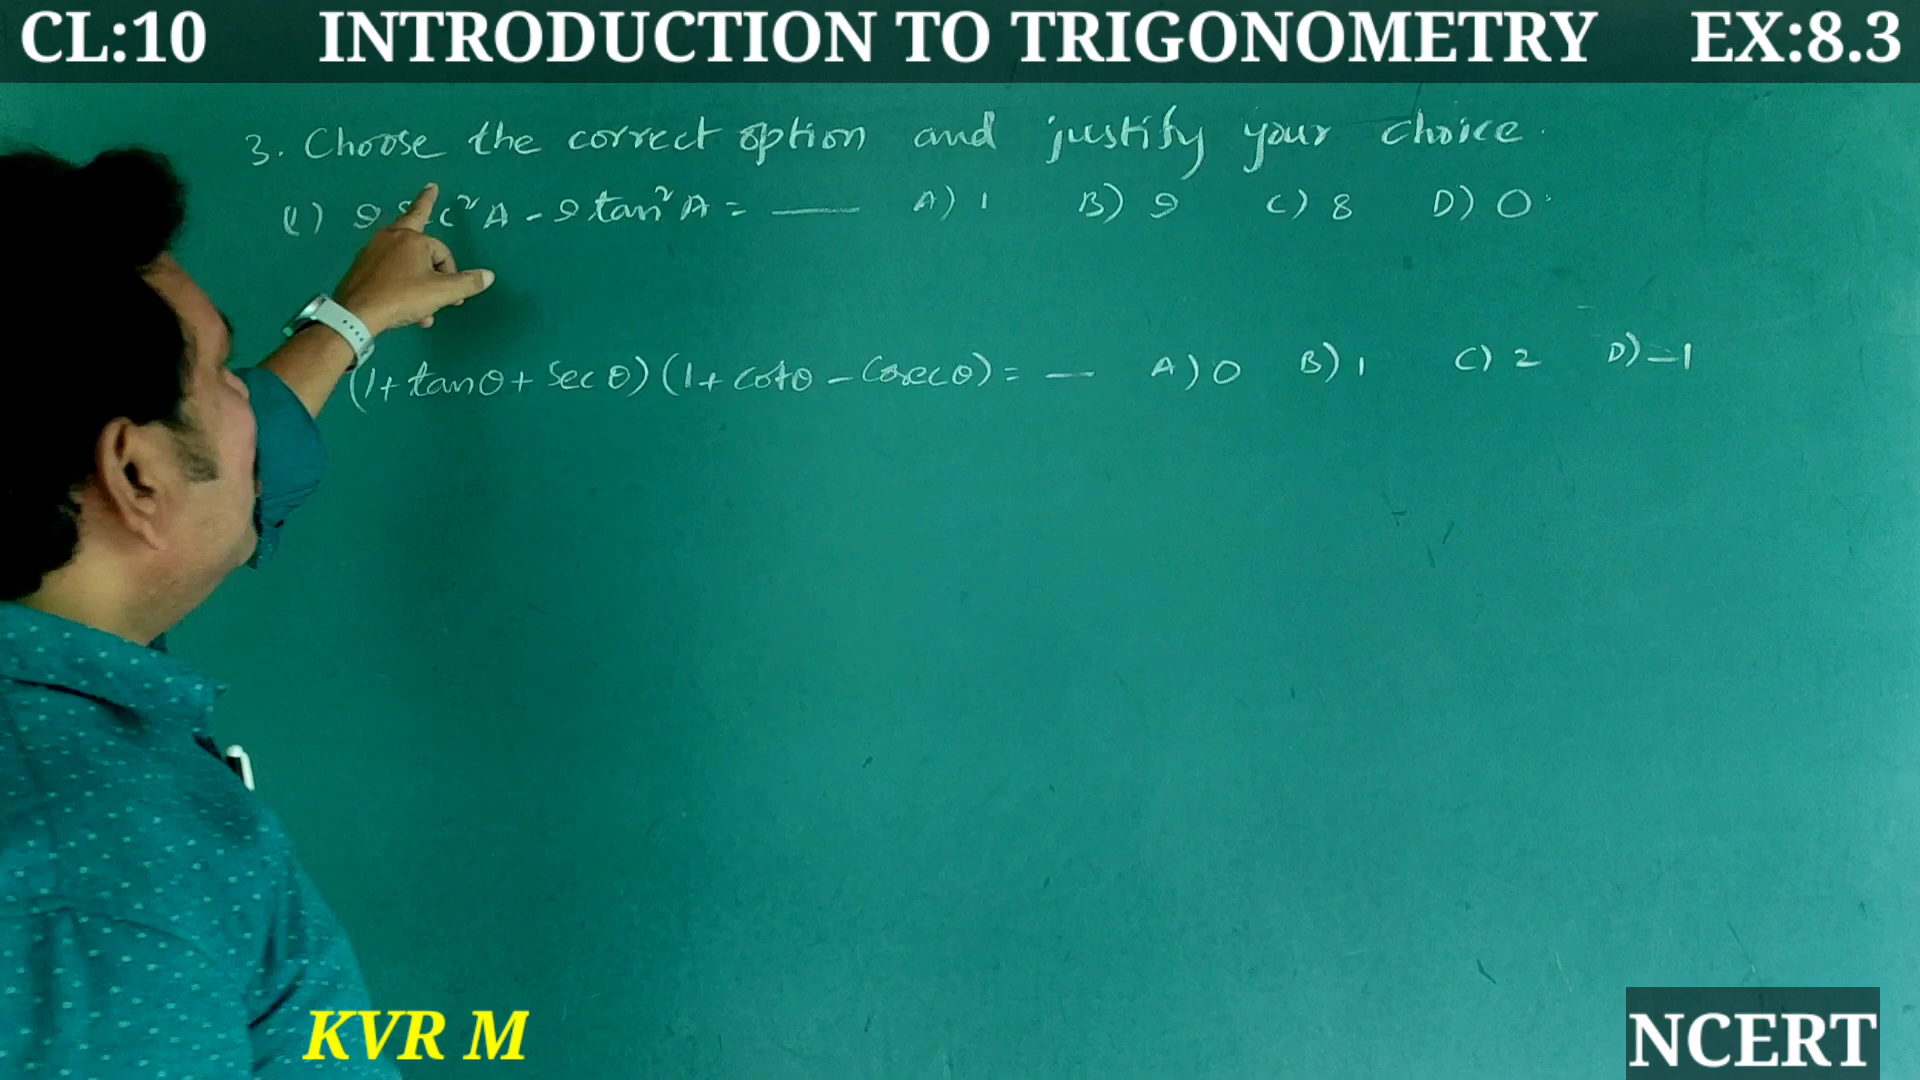 CL:10 INTRODUCTION TO TRIGONOMETRY EX:8.3
3. Choose the correct option and justify your choice.
(i) 9 sec²A - 9 tan²A = ___ A) 1 B) 9 C) 8 D) 0.
(1+tanθ+secθ)(1+cotθ-cosecθ) = __ A) 0 B) 1 C) 2 D) -1
KVR M
NCERT